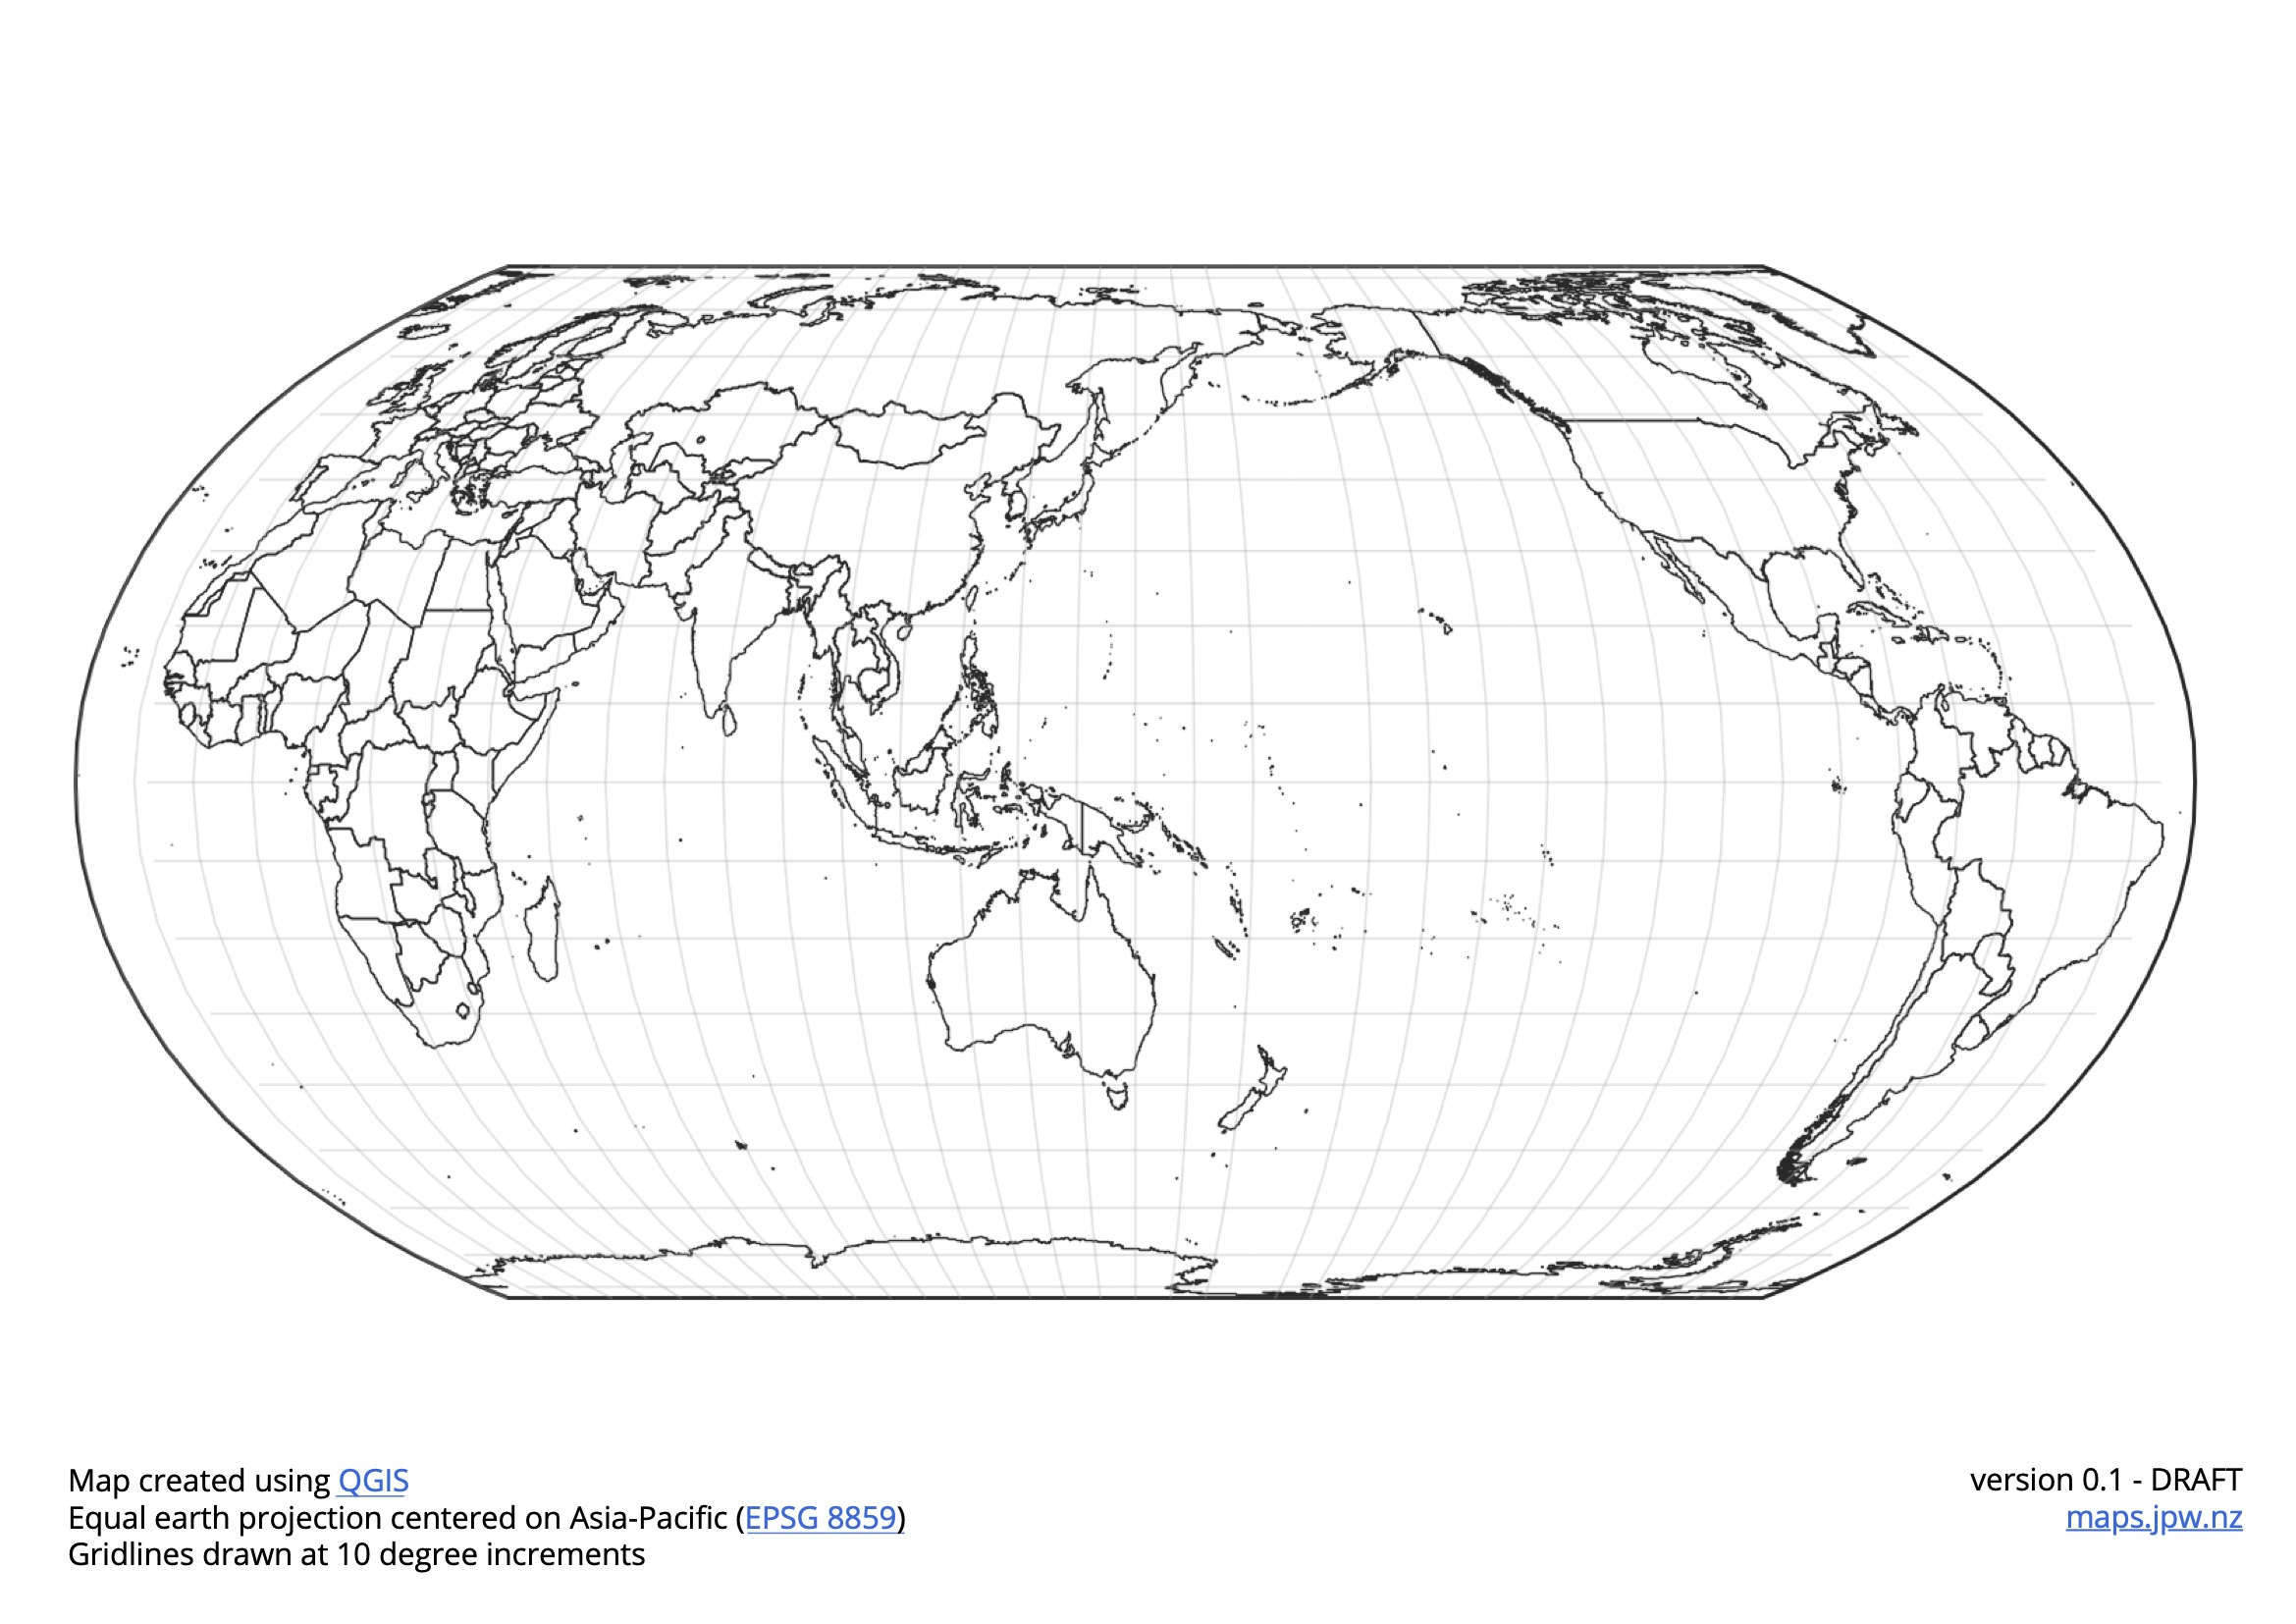 Map created using QGIS
Equal earth projection centered on Asia-Pacific (EPSG 8859)
Gridlines drawn at 10 degree increments
version 0.1 - DRAFT
maps.jpw.nz